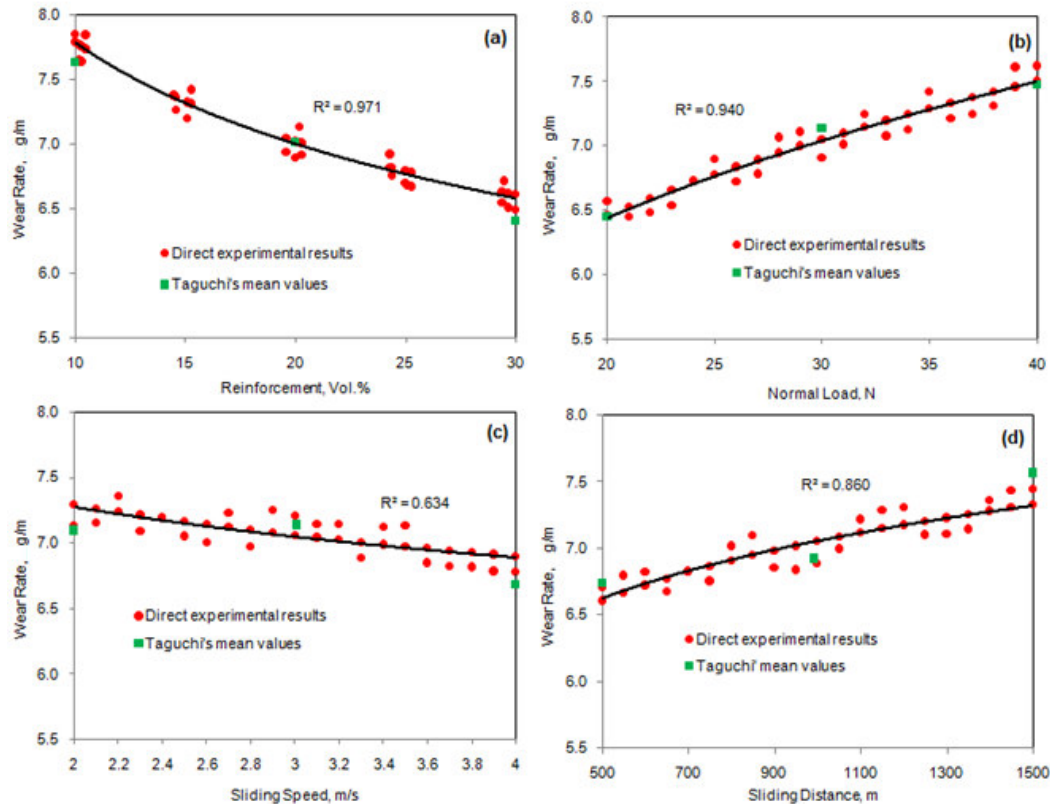 8.0
(a)
7.5
R² = 0.971
7.0
6.5
Direct experimental results
6.0
Taguchi's mean values
5.5
10 15 20 25 30
Reinforcement, Vol.%
Wear Rate, g/m
8.0
(b)
7.5
R² = 0.940
7.0
6.5
Direct experimental results
6.0
Taguchi's mean values
5.5
20 25 30 35 40
Normal Load, N
Wear Rate, g/m
8.0
(c)
7.5
R² = 0.634
7.0
6.5
Direct experimental results
Taguchi's mean values
6.0
5.5
2 2.2 2.4 2.6 2.8 3 3.2 3.4 3.6 3.8 4
Sliding Speed, m/s
Wear Rate, g/m
8.0
(d)
7.5
R² = 0.860
7.0
6.5
Direct experimental results
Taguchi' mean values
6.0
5.5
500 700 900 1100 1300 1500
Sliding Distance, m
Wear Rate, g/m